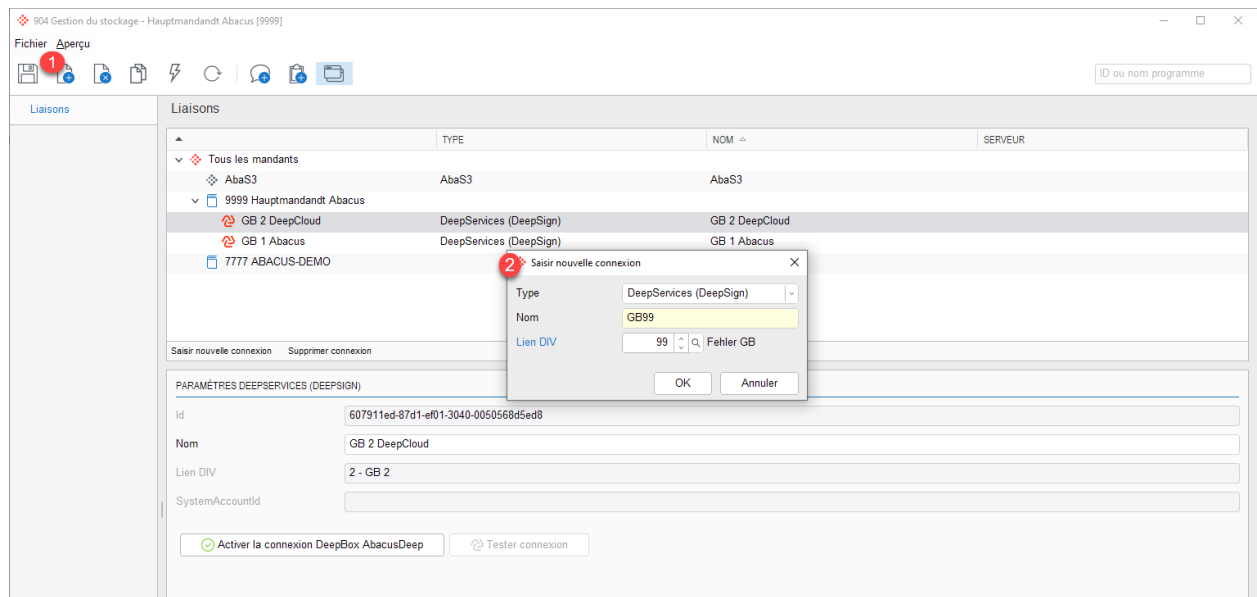 904 Gestion du stockage - Hauptmandandt Abacus [9999]
Fichier Aperçu
1
ID ou nom programme
Liaisons
Liaisons
TYPE NOM SERVEUR
Tous les mandants
AbaS3 AbaS3 AbaS3
9999 Hauptmandandt Abacus
GB 2 DeepCloud DeepServices (DeepSign) GB 2 DeepCloud
GB 1 Abacus DeepServices (DeepSign) GB 1 Abacus
7777 ABACUS-DEMO
2 Saisir nouvelle connexion
Type DeepServices (DeepSign)
Nom GB99
Lien DIV 99 Fehler GB
OK Annuler
Saisir nouvelle connexion Supprimer connexion
PARAMÈTRES DEEPSERVICES (DEEPSIGN)
Id 607911ed-87d1-ef01-3040-0050568d5ed8
Nom GB 2 DeepCloud
Lien DIV 2 - GB 2
SystemAccountId
Activer la connexion DeepBox AbacusDeep Tester connexion